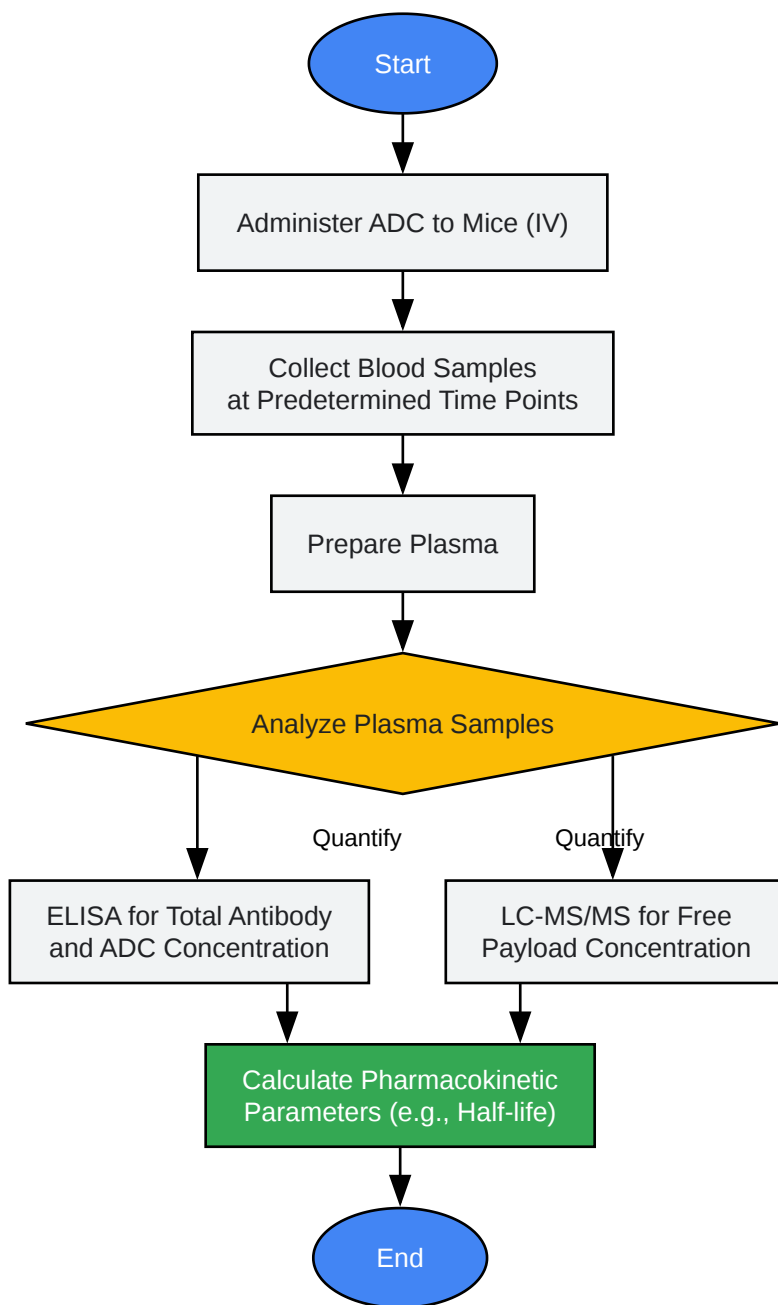 Start
Administer ADC to Mice (IV)
Collect Blood Samples
at Predetermined Time Points
Prepare Plasma
Analyze Plasma Samples
Quantify
Quantify
ELISA for Total Antibody
and ADC Concentration
LC-MS/MS for Free
Payload Concentration
Calculate Pharmacokinetic
Parameters (e.g., Half-life)
End